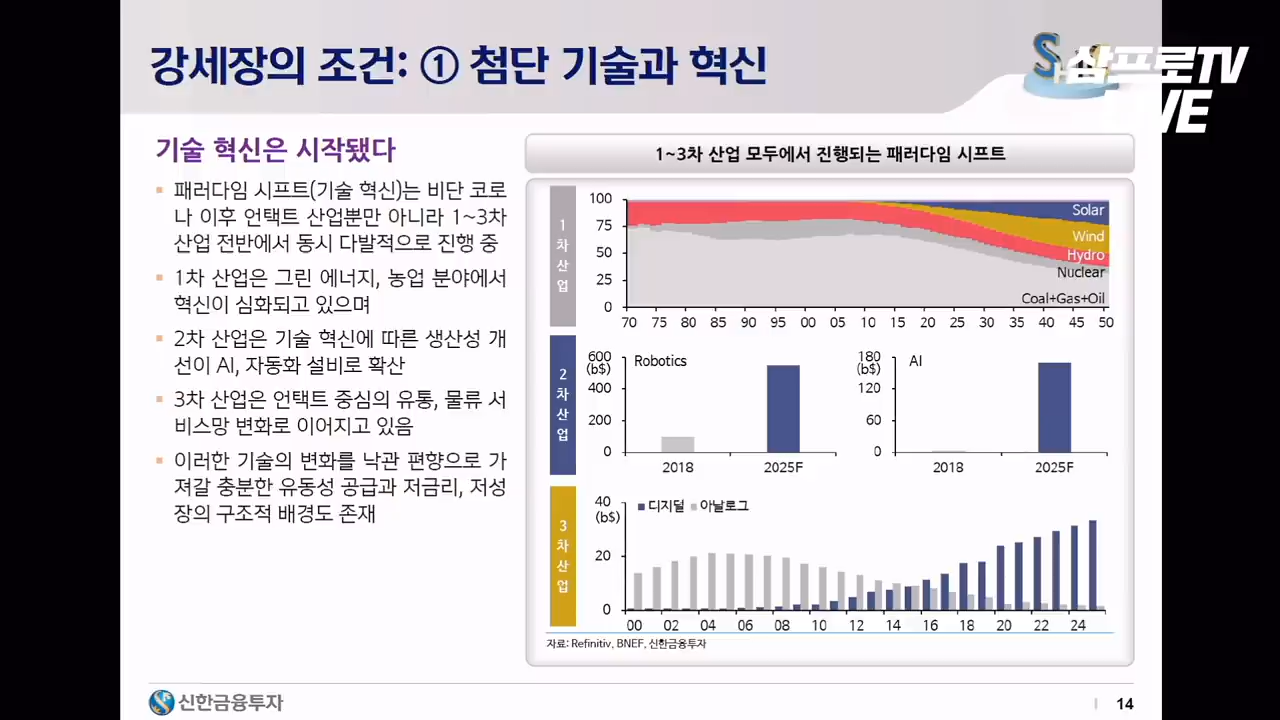 강세장의 조건: ① 첨단 기술과 혁신
삼프로TV
기술 혁신은 시작됐다
▪ 패러다임 시프트(기술 혁신)는 비단 코로
나 이후 언택트 산업뿐만 아니라 1~3차
산업 전반에서 동시 다발적으로 진행 중
▪ 1차 산업은 그린 에너지, 농업 분야에서
혁신이 심화되고 있으며
▪ 2차 산업은 기술 혁신에 따른 생산성 개
선이 AI, 자동화 설비로 확산
▪ 3차 산업은 언택트 중심의 유통, 물류 서
비스망 변화로 이어지고 있음
▪ 이러한 기술의 변화를 낙관 편향으로 가
져갈 충분한 유동성 공급과 저금리, 저성
장의 구조적 배경도 존재
1~3차 산업 모두에서 진행되는 패러다임 시프트
1차산업
100
75
50
25
0
Solar
Wind
Hydro
Nuclear
Coal+Gas+Oil
70 75 80 85 90 95 00 05 10 15 20 25 30 35 40 45 50
2차산업
600
(b$)
400
200
0
Robotics
2018 2025F
180
(b$)
120
60
0
AI
2018 2025F
3차산업
40
(b$)
20
0
디지털 아날로그
00 02 04 06 08 10 12 14 16 18 20 22 24
자료: Refinitiv, BNEF, 신한금융투자
신한금융투자
14